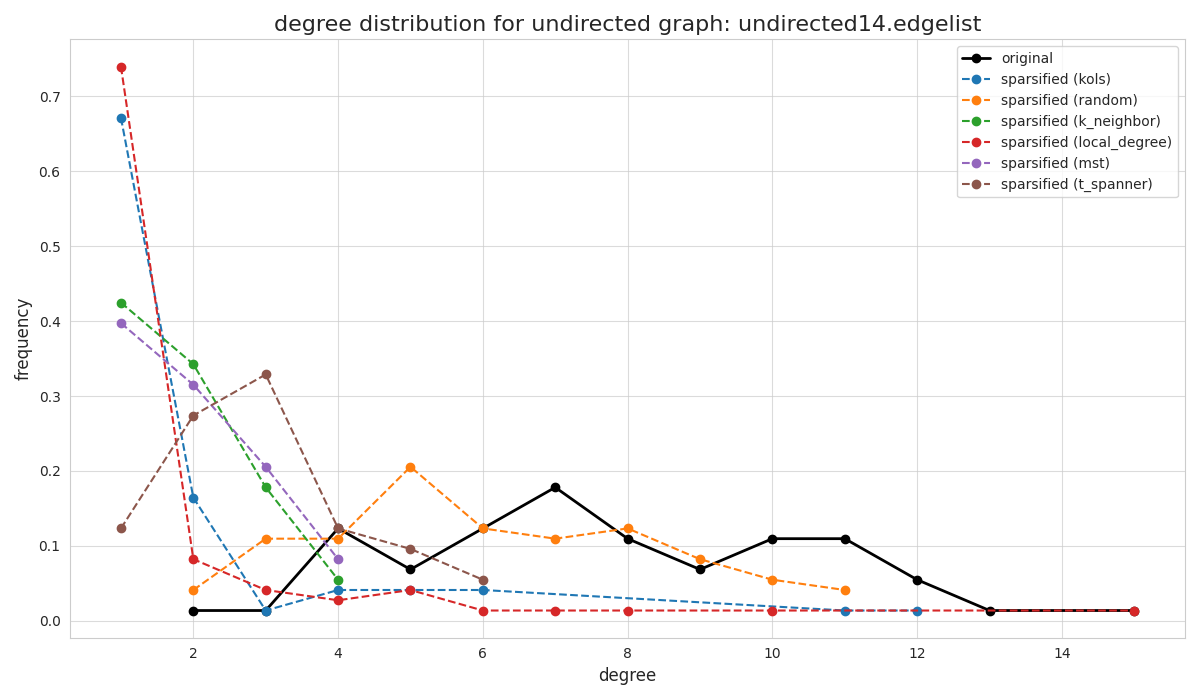 degree distribution for undirected graph: undirected14.edgelist
original
sparsified (kols)
sparsified (random)
sparsified (k_neighbor)
sparsified (local_degree)
sparsified (mst)
sparsified (t_spanner)
frequency
0.7
0.6
0.5
0.4
0.3
0.2
0.1
0.0
2 4 6 8 10 12 14
degree